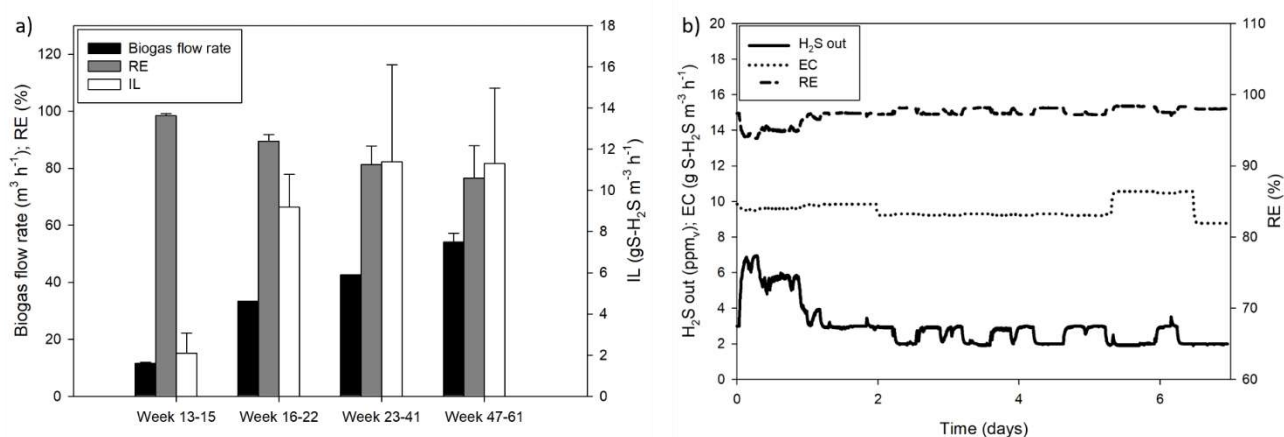 a)
Biogas flow rate
RE
IL
Biogas flow rate (m³ h⁻¹); RE (%)
120
100
80
60
40
20
0
18
16
14
12
10
8
6
4
2
0
IL (gS-H₂S m⁻³ h⁻¹)
Week 13-15 Week 16-22 Week 23-41 Week 47-61
b)
H₂S out
EC
RE
H₂S out (ppmᵥ); EC (g S-H₂S m⁻³ h⁻¹)
20
18
16
14
12
10
8
6
4
2
0
110
100
90
80
70
60
RE (%)
0 2 4 6
Time (days)